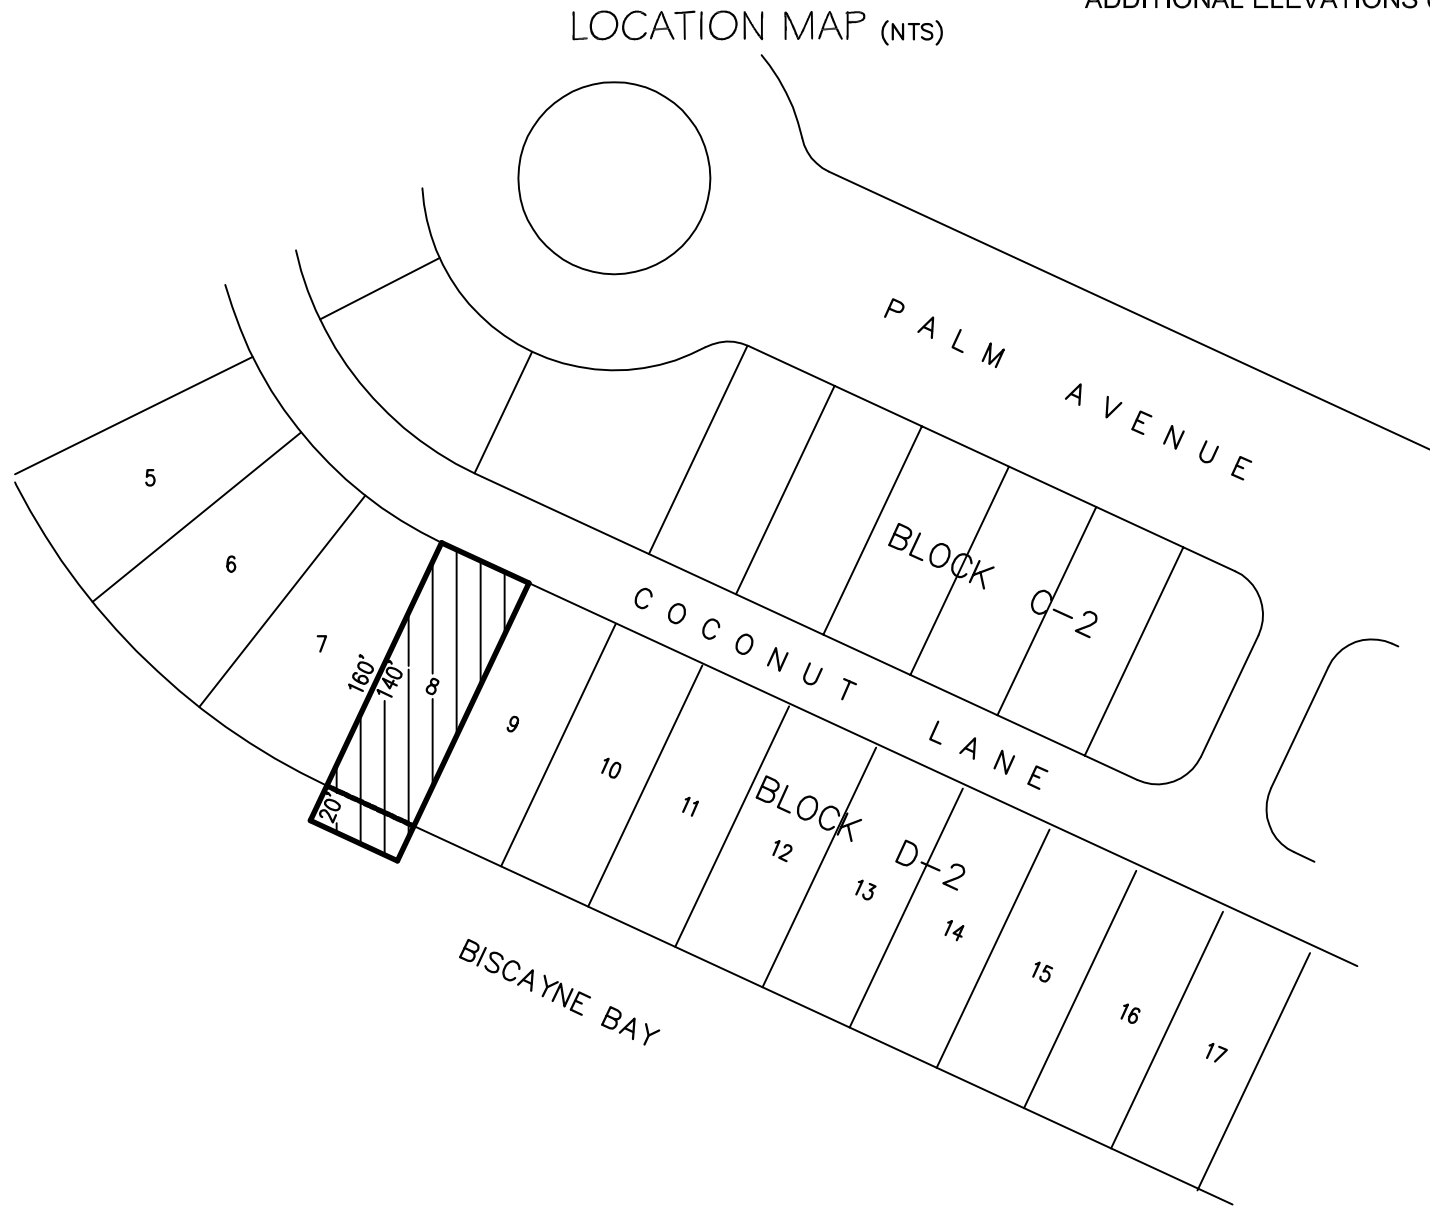 ADDITIONAL ELEVATIONS
LOCATION MAP (NTS)
PALM AVENUE
BLOCK C-2
COCONUT LANE
5
6
7
160'
140'
8
20'
9
10
11
BLOCK D-2
12
13
14
15
16
17
BISCAYNE BAY